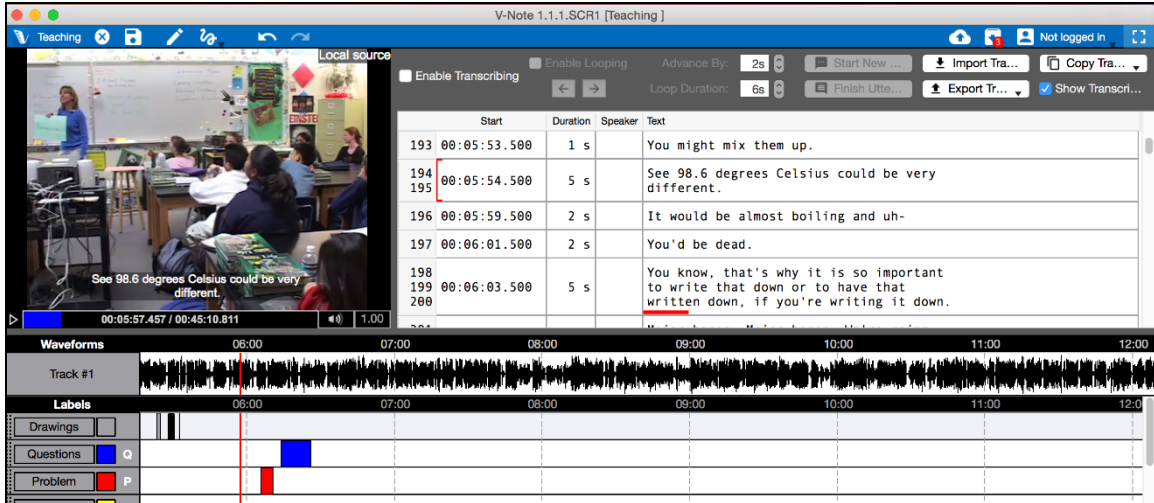 V-Note 1.1.1.SCR1 [Teaching ]
Teaching
3
Not logged in
Local source
EINSTEI
See 98.6 degrees Celsius could be very
different.
00:05:57.457 / 00:45:10.811
1.00
Enable Transcribing
Enable Looping
Advance By:
2s
Start New ...
Import Tra...
Copy Tra...
Loop Duration:
6s
Finish Utte...
Export Tr...
Show Transcri...
Start Duration Speaker Text
193 00:05:53.500 1 s You might mix them up.
194 00:05:54.500 5 s See 98.6 degrees Celsius could be very
195 different.
196 00:05:59.500 2 s It would be almost boiling and uh-
197 00:06:01.500 2 s You'd be dead.
198 You know, that's why it is so important
199 00:06:03.500 5 s to write that down or to have that
200 written down, if you're writing it down.
Waveforms 06:00 07:00 08:00 09:00 10:00 11:00 12:00
Track #1
Labels 06:00 07:00 08:00 09:00 10:00 11:00 12:0
Drawings
Questions Q
Problem P